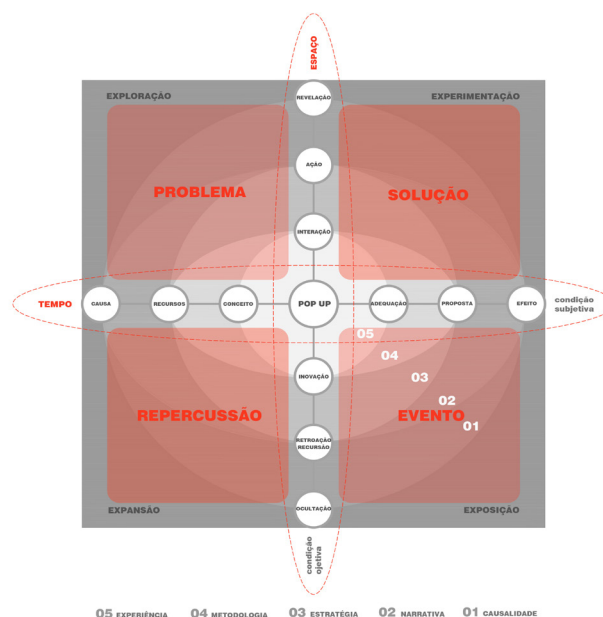 ESPAÇO
EXPLORAÇÃO
REVELAÇÃO
EXPERIMENTAÇÃO
AÇÃO
PROBLEMA
SOLUÇÃO
INTERAÇÃO
TEMPO
CAUSA
RECURSOS
CONCEITO
POP UP
ADEQUAÇÃO
PROPOSTA
EFEITO
condição
subjetiva
05
04
INOVAÇÃO
03
02
REPERCUSSÃO
EVENTO
01
RETROAÇÃO
RECURSÃO
EXPANSÃO
OCULTAÇÃO
EXPOSIÇÃO
condição
ojetiva
05 EXPERIÊNCIA
04 METODOLOGIA
03 ESTRATÉGIA
02 NARRATIVA
01 CAUSALIDADE